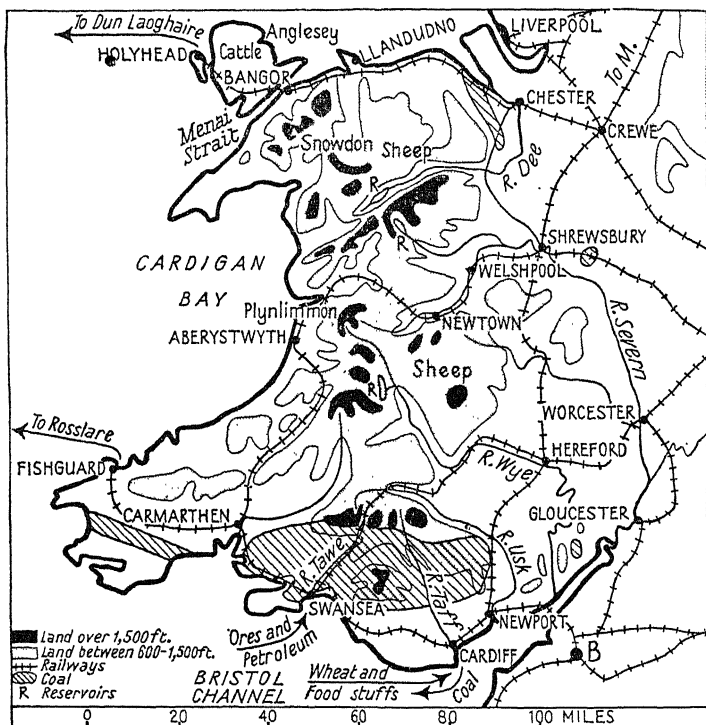 To Dun Laoghaire
Anglesey
LLANDUDNO
LIVERPOOL
HOLYHEAD
Cattle
BANGOR
To M.
Menai
Strait
CHESTER
CREWE
Snowdon Sheep
R
R. Dee
R
CARDIGAN
BAY
SHREWSBURY
WELSHPOOL
Plynlimmon
NEWTOWN
ABERYSTWYTH
R. Severn
Sheep
R
To Rosslare
WORCESTER
FISHGUARD
HEREFORD
R. Wye
GLOUCESTER
CARMARTHEN
R. Tawe
R. Taff
R. Usk
SWANSEA
NEWPORT
Ores and
Petroleum
B
CARDIFF
Land over 1,500ft.
Land between 600-1,500ft.
Railways
Coal
R Reservoirs
BRISTOL
CHANNEL
Wheat and
Food stuffs
Coal
0 20 40 60 80 100 MILES